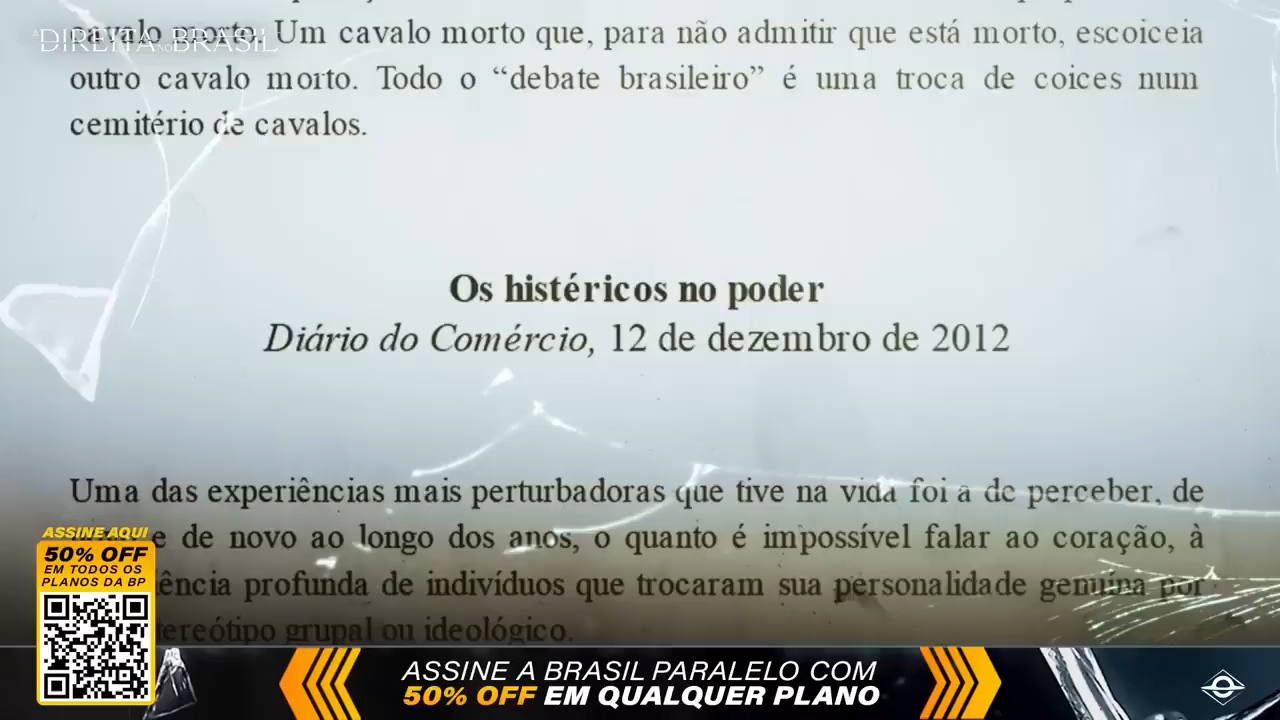 A DIREITA NO BRASIL
cavalo morto. Um cavalo morto que, para não admitir que está morto, escoiceia
outro cavalo morto. Todo o “debate brasileiro” é uma troca de coices num
cemitério de cavalos.
Os histéricos no poder
Diário do Comércio, 12 de dezembro de 2012
Uma das experiências mais perturbadoras que tive na vida foi a de perceber, de
e de novo ao longo dos anos, o quanto é impossível falar ao coração, à
ência profunda de indivíduos que trocaram sua personalidade genuína por
tereótipo grupal ou ideológico.
ASSINE AQUI
50% OFF
EM TODOS OS
PLANOS DA BP
ASSINE A BRASIL PARALELO COM
50% OFF EM QUALQUER PLANO